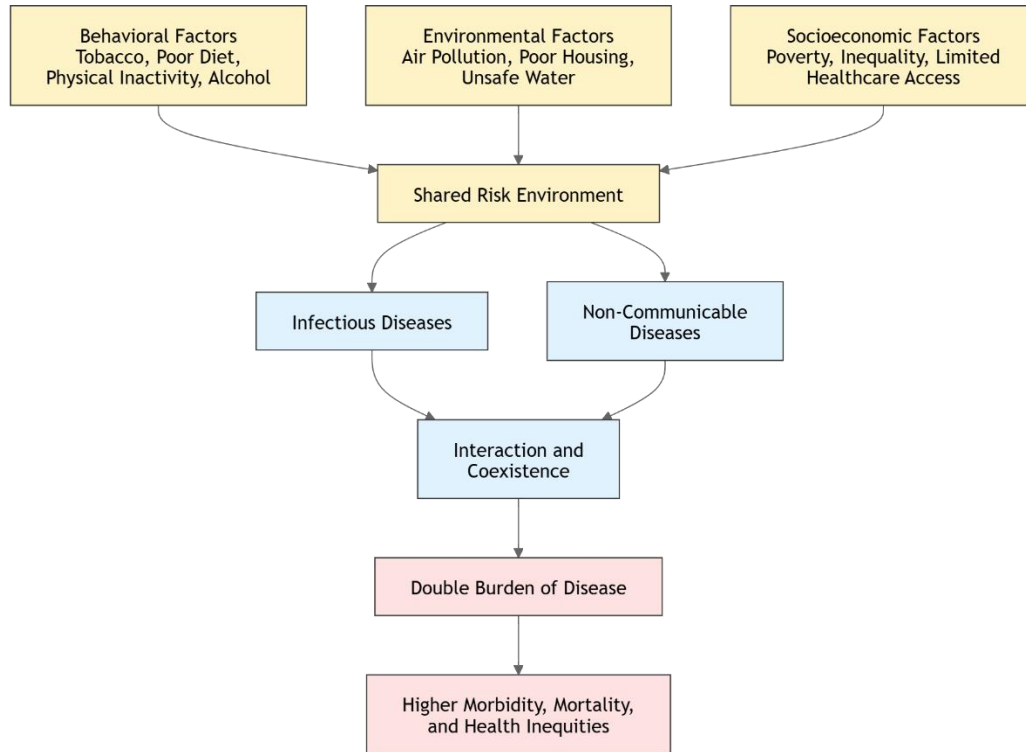 Behavioral Factors
Tobacco, Poor Diet,
Physical Inactivity, Alcohol
Environmental Factors
Air Pollution, Poor Housing,
Unsafe Water
Socioeconomic Factors
Poverty, Inequality, Limited
Healthcare Access
Shared Risk Environment
Infectious Diseases
Non-Communicable
Diseases
Interaction and
Coexistence
Double Burden of Disease
Higher Morbidity, Mortality,
and Health Inequities